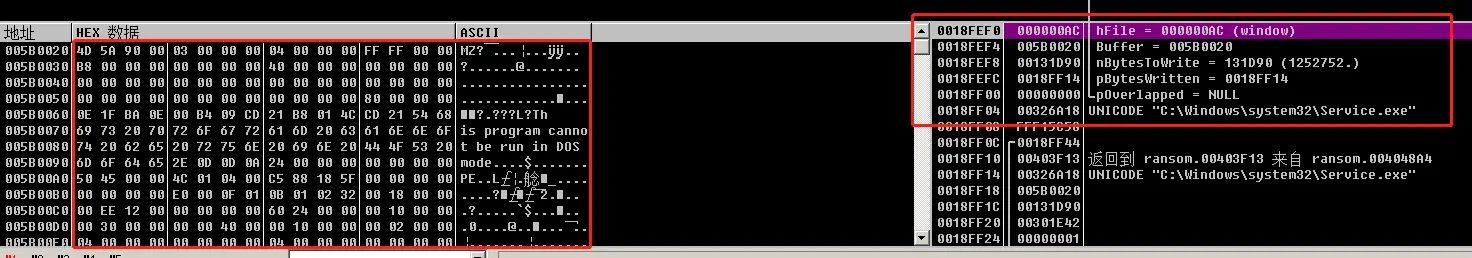 地址 HEX 数据 ASCII
005B0020 4D 5A 90 00 03 00 00 00 04 00 00 00 FF FF 00 00
005B0030 B8 00 00 00 00 00 00 00 40 00 00 00 00 00 00 00
005B0040 00 00 00 00 00 00 00 00 00 00 00 00 00 00 00 00
005B0050 00 00 00 00 00 00 00 00 00 00 00 00 80 00 00 00
005B0060 0E 1F BA 0E 00 B4 09 CD 21 B8 01 4C CD 21 54 68
005B0070 69 73 20 70 72 6F 67 72 61 6D 20 63 61 6E 6E 6F is program canno
005B0080 74 20 62 65 20 72 75 6E 20 69 6E 20 44 4F 53 20 t be run in DOS
005B0090 6D 6F 64 65 2E 0D 0D 0A 24 00 00 00 00 00 00 00 mode....$.......
005B00A0 50 45 00 00 4C 01 04 00 C5 88 18 5F 00 00 00 00
005B00B0 00 00 00 00 E0 00 0F 01 0B 01 02 32 00 18 00 00
005B00C0 00 EE 12 00 00 00 00 00 60 24 00 00 00 10 00 00
005B00D0 00 30 00 00 00 00 40 00 00 10 00 00 00 02 00 00
005B00E0 04 00 00 00 00 00 00 00 04 00 00 00 00 00 00 00
0018FEF0 000000AC hFile = 000000AC (window)
0018FEF4 005B0020 Buffer = 005B0020
0018FEF8 00131D90 nBytesToWrite = 131D90 (1252752.)
0018FEFC 0018FF14 pBytesWritten = 0018FF14
0018FF00 00000000 pOverlapped = NULL
0018FF04 00326A18 UNICODE "C:\Windows\system32\Service.exe"
0018FF08
0018FF0C 0018FF44
0018FF10 00403F13 返回到 ransom.00403F13 来自 ransom.004048A4
0018FF14 00326A18 UNICODE "C:\Windows\system32\Service.exe"
0018FF18 005B0020
0018FF1C 00131D90
0018FF20 00301E42
0018FF24 00000001